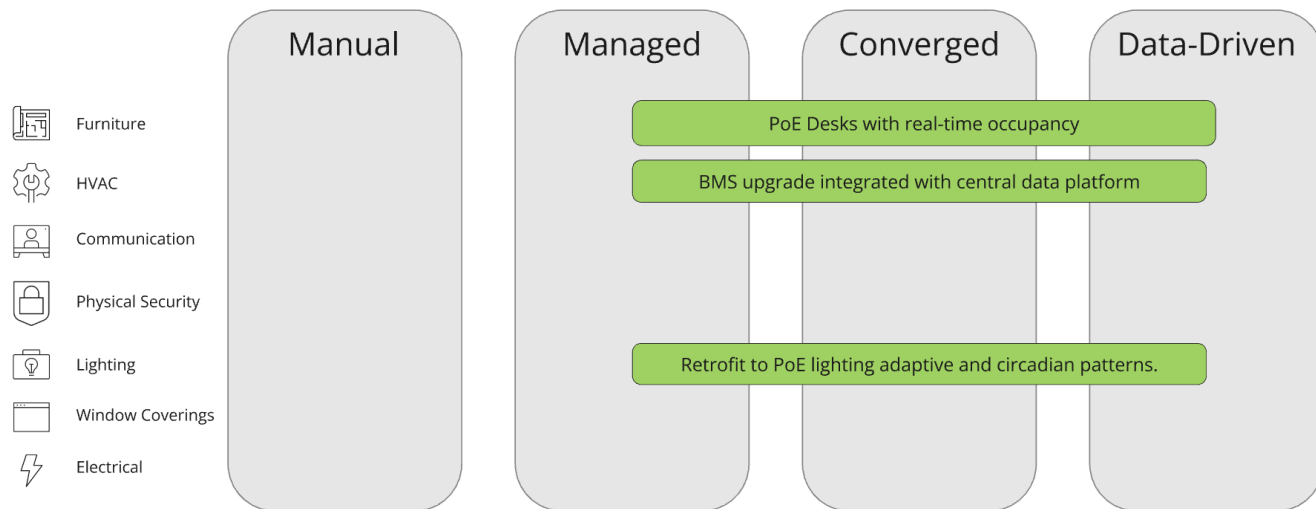 Manual
Managed
Converged
Data-Driven
Furniture
PoE Desks with real-time occupancy
HVAC
BMS upgrade integrated with central data platform
Communication
Physical Security
Lighting
Retrofit to PoE lighting adaptive and circadian patterns.
Window Coverings
Electrical